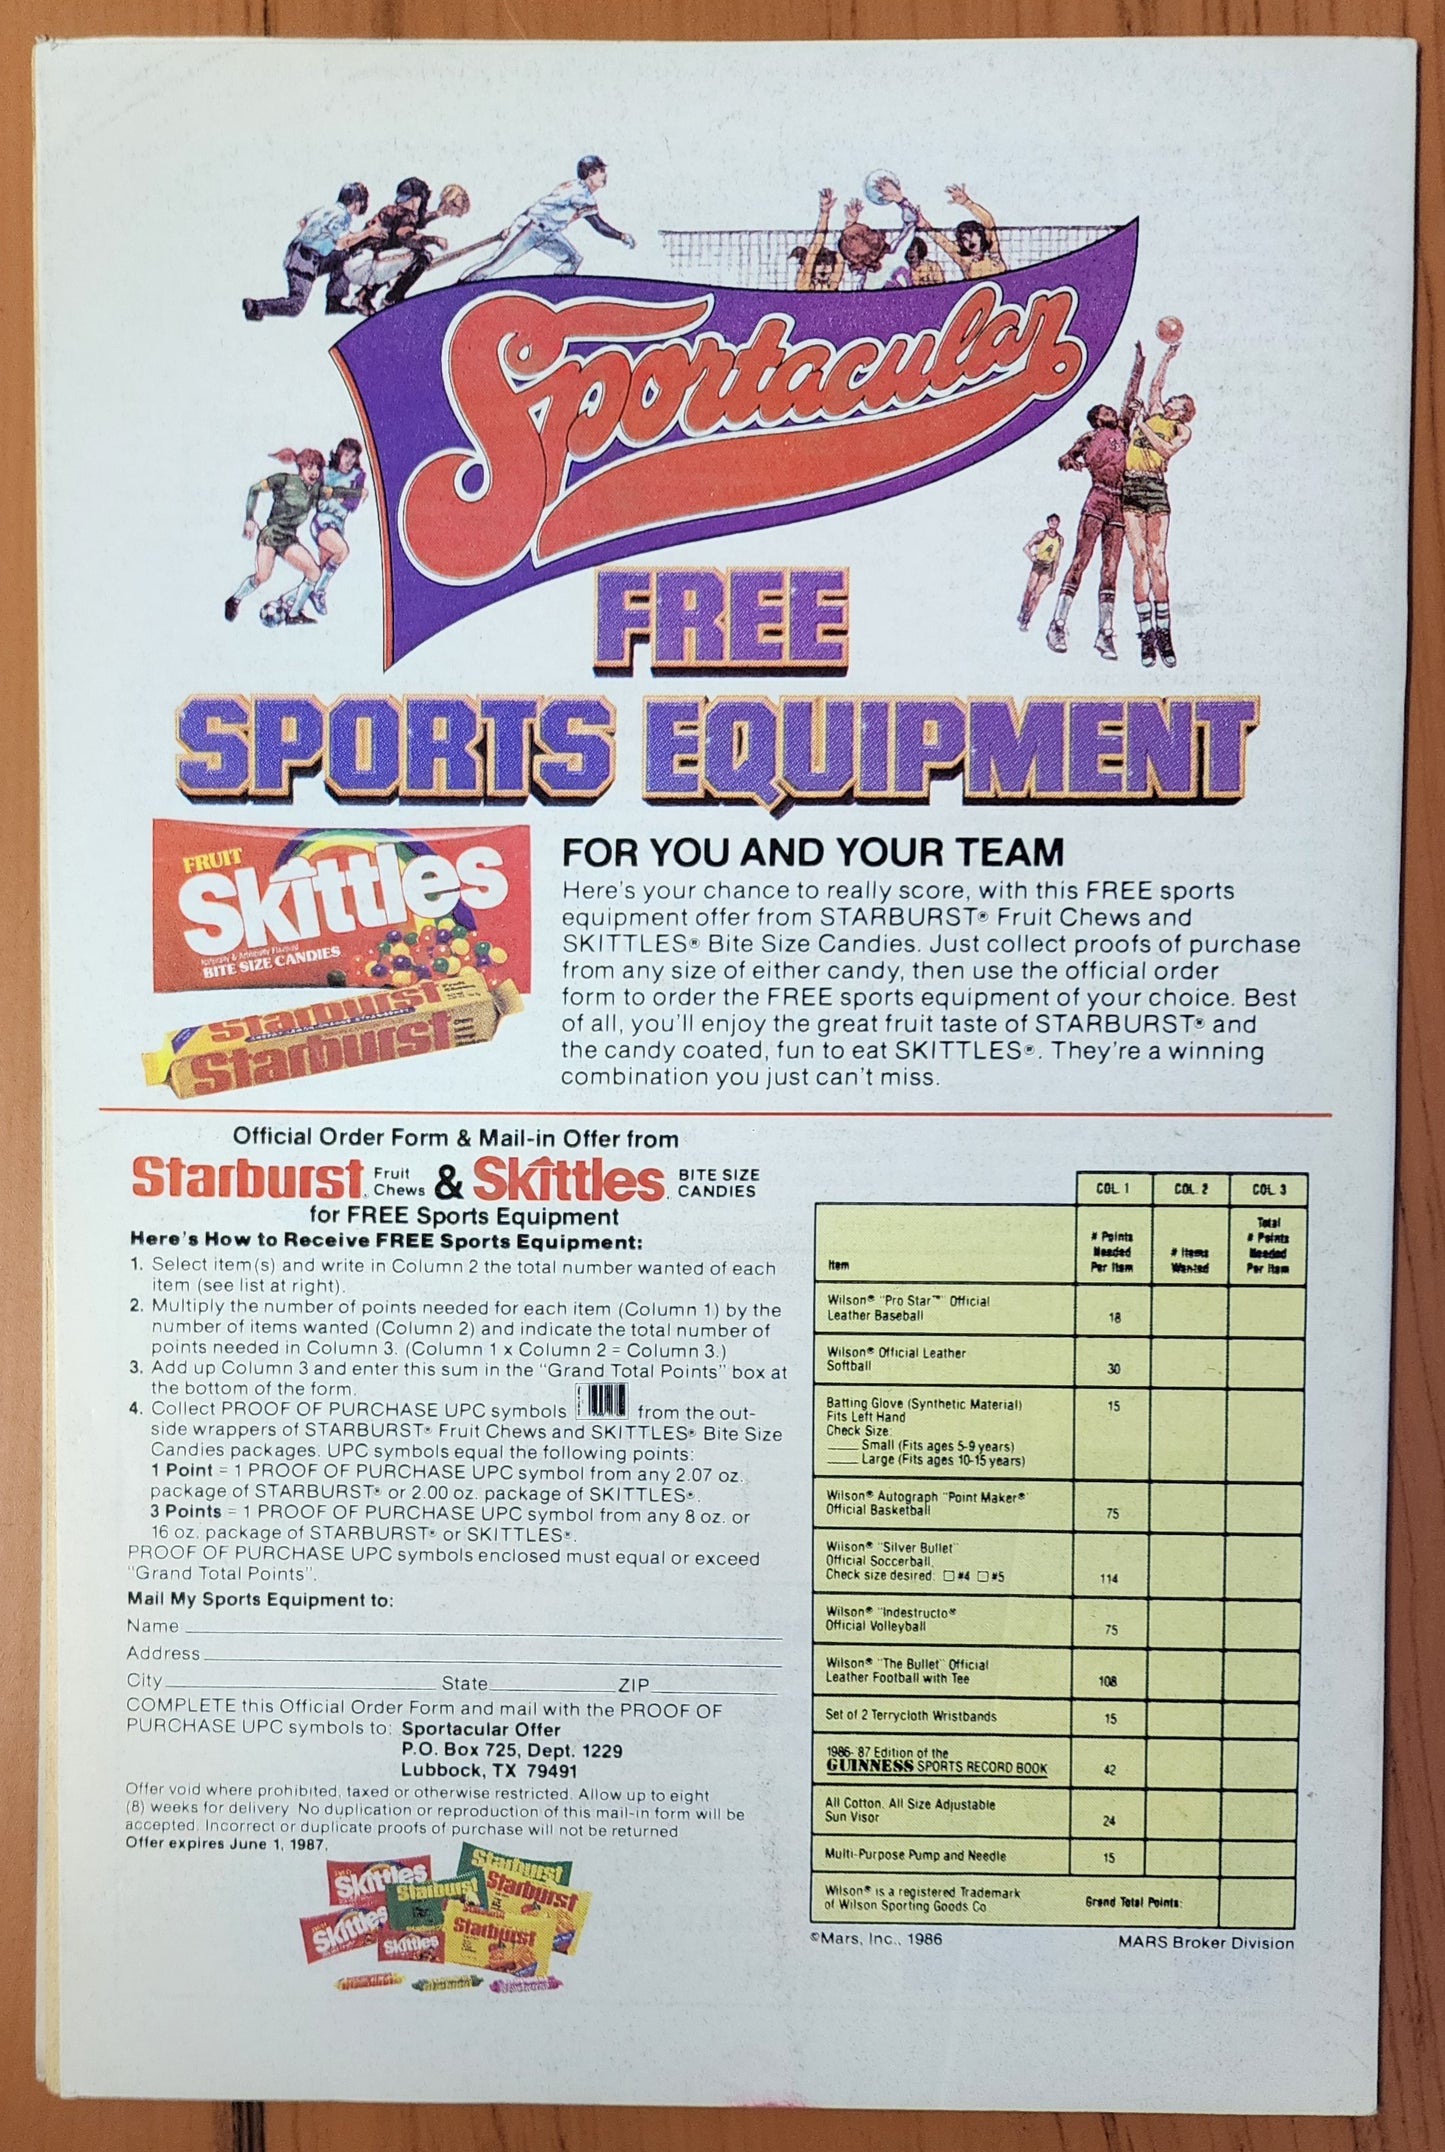 Sportacular
FREE
SPORTS EQUIPMENT
FRUIT
Skittles
Naturally & Artificially Flavored
BITE SIZE CANDIES
Starburst
Starburst
FOR YOU AND YOUR TEAM
Here's your chance to really score, with this FREE sports
equipment offer from STARBURST® Fruit Chews and
SKITTLES® Bite Size Candies. Just collect proofs of purchase
from any size of either candy, then use the official order
form to order the FREE sports equipment of your choice. Best
of all, you'll enjoy the great fruit taste of STARBURST® and
the candy coated, fun to eat SKITTLES®. They're a winning
combination you just can't miss.
Official Order Form & Mail-in Offer from
Starburst Fruit Chews & Skittles BITE SIZE CANDIES
for FREE Sports Equipment
Here's How to Receive FREE Sports Equipment:
1. Select item(s) and write in Column 2 the total number wanted of each
item (see list at right).
2. Multiply the number of points needed for each item (Column 1) by the
number of items wanted (Column 2) and indicate the total number of
points needed in Column 3. (Column 1 x Column 2 = Column 3.)
3. Add up Column 3 and enter this sum in the "Grand Total Points" box at
the bottom of the form.
4. Collect PROOF OF PURCHASE UPC symbols from the out-
side wrappers of STARBURST® Fruit Chews and SKITTLES® Bite Size
Candies packages. UPC symbols equal the following points:
1 Point = 1 PROOF OF PURCHASE UPC symbol from any 2.07 oz.
package of STARBURST® or 2.00 oz. package of SKITTLES®.
3 Points = 1 PROOF OF PURCHASE UPC symbol from any 8 oz. or
16 oz. package of STARBURST® or SKITTLES®.
PROOF OF PURCHASE UPC symbols enclosed must equal or exceed
"Grand Total Points".
Mail My Sports Equipment to:
Name
Address
City State ZIP
COMPLETE this Official Order Form and mail with the PROOF OF
PURCHASE UPC symbols to: Sportacular Offer
P.O. Box 725, Dept. 1229
Lubbock, TX 79491
Offer void where prohibited, taxed or otherwise restricted. Allow up to eight
(8) weeks for delivery. No duplication or reproduction of this mail-in form will be
accepted. Incorrect or duplicate proofs of purchase will not be returned
Offer expires June 1, 1987.
Skittles
Starburst
Starburst
Starburst
Skittles
Skittles
Starburst
COL. 1 COL. 2 COL. 3
Item # Points Needed Per Item # Items Wanted Total # Points Needed Per Item
Wilson® "Pro Star™" Official
Leather Baseball 18
Wilson® Official Leather
Softball 30
Batting Glove (Synthetic Material) 15
Fits Left Hand
Check Size:
Small (Fits ages 5-9 years)
Large (Fits ages 10-15 years)
Wilson® Autograph "Point Maker®
Official Basketball 75
Wilson® "Silver Bullet"
Official Soccerball.
Check size desired: □ #4 □ #5 114
Wilson® "Indestructo®
Official Volleyball 75
Wilson® "The Bullet" Official
Leather Football with Tee 108
Set of 2 Terrycloth Wristbands 15
1986-'87 Edition of the
GUINNESS SPORTS RECORD BOOK 42
All Cotton, All Size Adjustable
Sun Visor 24
Multi-Purpose Pump and Needle 15
Wilson® is a registered Trademark
of Wilson Sporting Goods Co Grand Total Points:
©Mars, Inc., 1986 MARS Broker Division